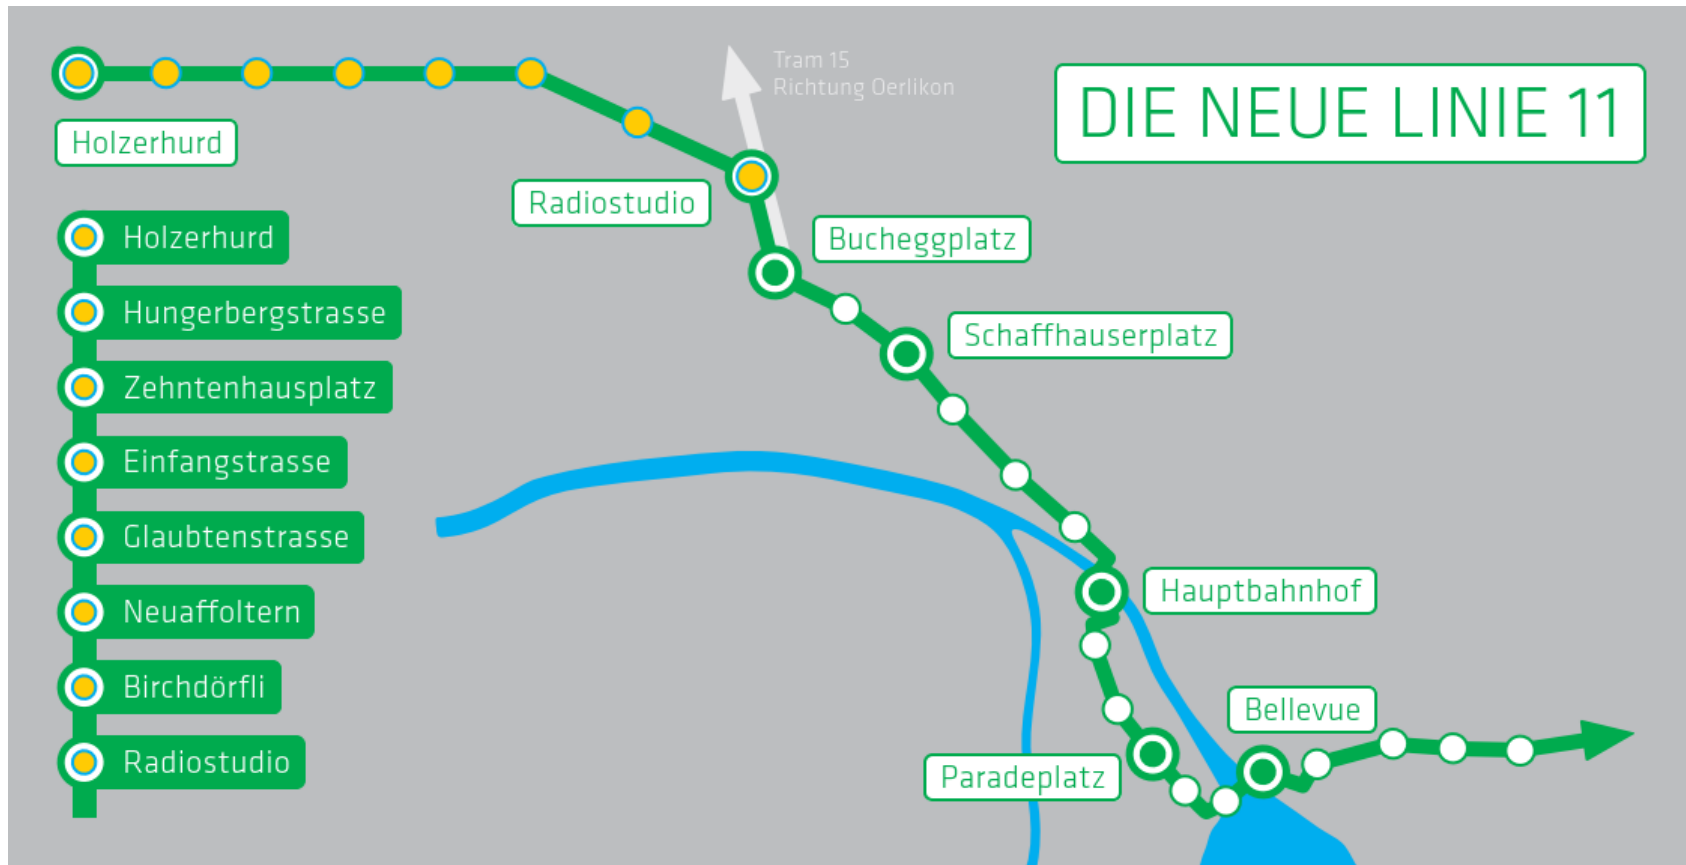 Tram 15
Richtung Oerlikon
DIE NEUE LINIE 11
Holzerhurd
Radiostudio
Bucheggplatz
Schaffhauserplatz
Hauptbahnhof
Bellevue
Paradeplatz
Holzerhurd
Hungerbergstrasse
Zehntenhausplatz
Einfangstrasse
Glaubtenstrasse
Neuaffoltern
Birchdörfli
Radiostudio